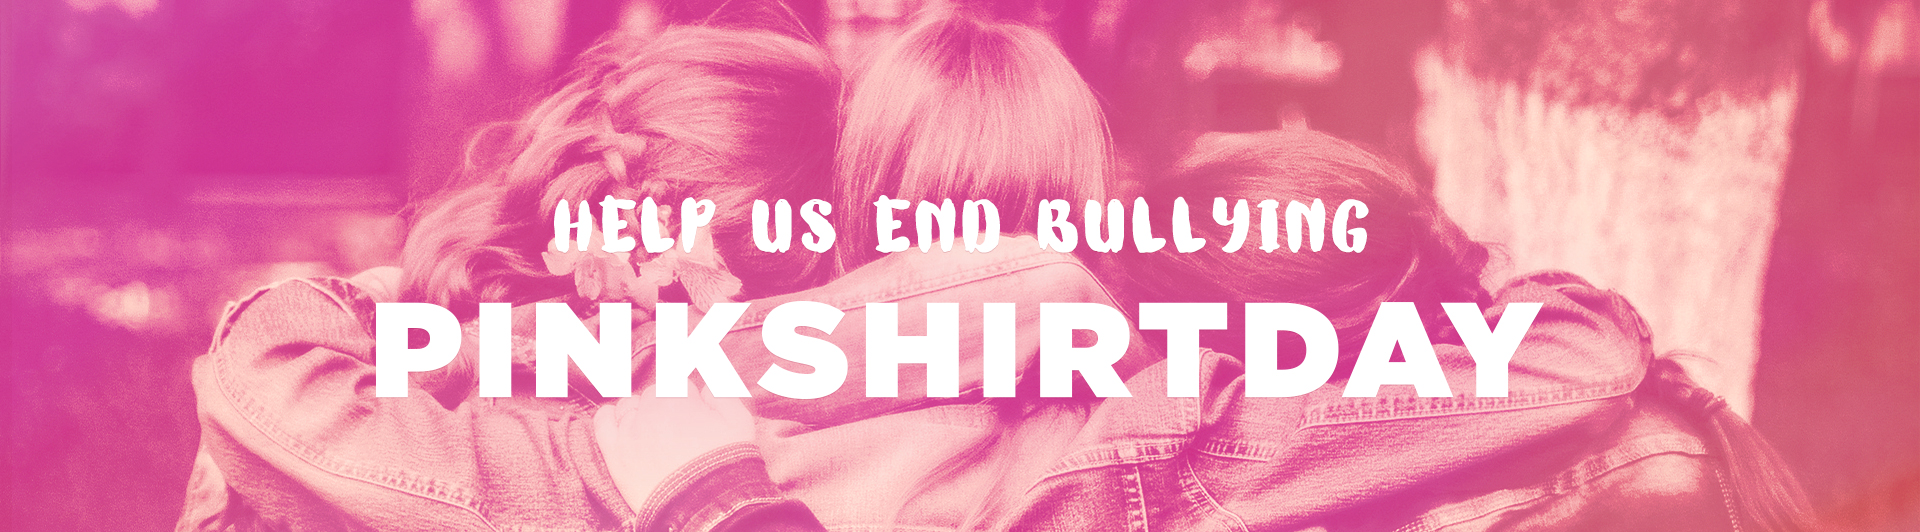 HELP US END BULLYING
PINKSHIRTDAY